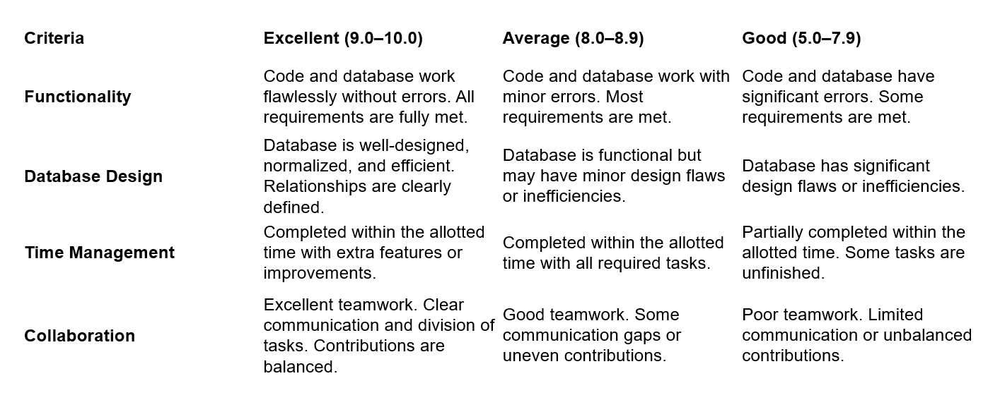 Criteria Excellent (9.0–10.0) Average (8.0–8.9) Good (5.0–7.9)
Functionality
Code and database work
flawlessly without errors. All
requirements are fully met.
Code and database work with
minor errors. Most
requirements are met.
Code and database have
significant errors. Some
requirements are met.
Database Design
Database is well-designed,
normalized, and efficient.
Relationships are clearly
defined.
Database is functional but
may have minor design flaws
or inefficiencies.
Database has significant
design flaws or inefficiencies.
Time Management
Completed within the allotted
time with extra features or
improvements.
Completed within the allotted
time with all required tasks.
Partially completed within the
allotted time. Some tasks are
unfinished.
Collaboration
Excellent teamwork. Clear
communication and division of
tasks. Contributions are
balanced.
Good teamwork. Some
communication gaps or
uneven contributions.
Poor teamwork. Limited
communication or unbalanced
contributions.